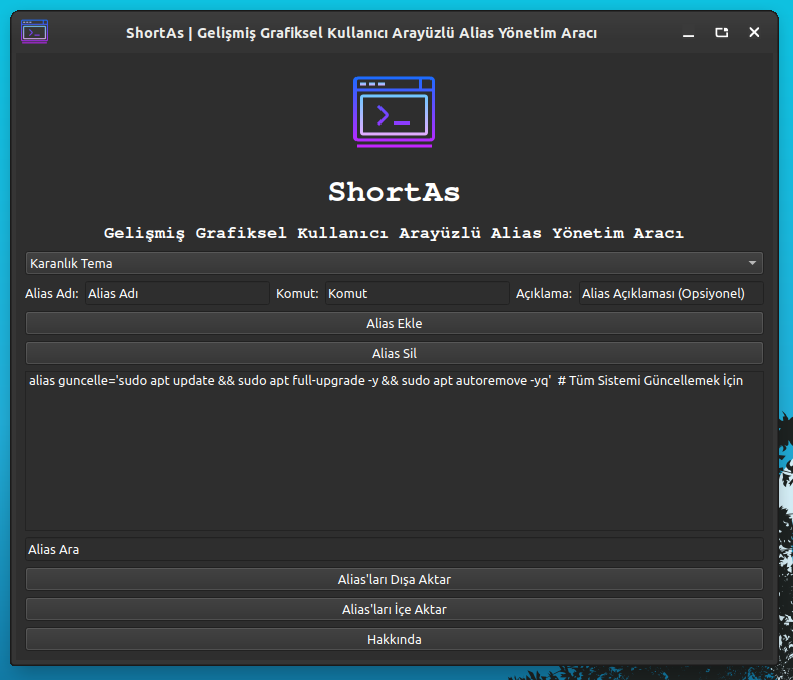 ShortAs | Gelişmiş Grafiksel Kullanıcı Arayüzlü Alias Yönetim Aracı
ShortAs
Gelişmiş Grafiksel Kullanıcı Arayüzlü Alias Yönetim Aracı
Karanlık Tema
Alias Adı: Alias Adı Komut: Komut Açıklama: Alias Açıklaması (Opsiyonel)
Alias Ekle
Alias Sil
alias guncelle='sudo apt update && sudo apt full-upgrade -y && sudo apt autoremove -yq'  # Tüm Sistemi Güncellemek İçin
Alias Ara
Alias'ları Dışa Aktar
Alias'ları İçe Aktar
Hakkında